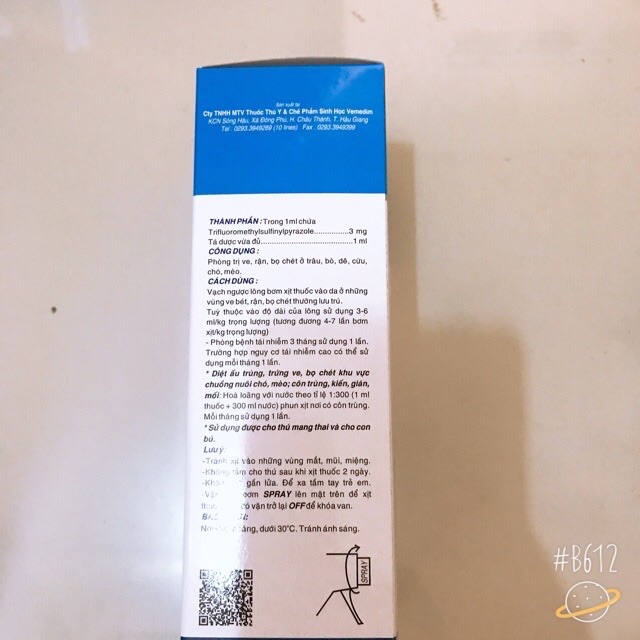 Sản xuất tại
Cty TNHH MTV Thuốc Thú Y & Chế Phẩm Sinh Học Vemedim
KCN Sông Hậu, Xã Đông Phú, H. Châu Thành, T. Hậu Giang
Tel : 0293.3949269 (10 lines) Fax : 0293.3949399
THÀNH PHẦN : Trong 1ml chứa
Trifluoromethylsulfinylpyrazole................3 mg
Tá dược vừa đủ..........................................1 ml
CÔNG DỤNG :
Phòng trị ve, rận, bọ chét ở trâu, bò, dê, cừu,
chó, mèo.
CÁCH DÙNG :
Vạch ngược lông bơm xịt thuốc vào da ở những
vùng ve bét, rận, bọ chét thường lưu trú.
Tuỳ thuộc vào độ dài của lông sử dụng 3-6
ml/kg trọng lượng (tương đương 4-7 lần bơm
xịt/kg trọng lượng)
- Phòng bệnh tái nhiễm 3 tháng sử dụng 1 lần.
Trường hợp nguy cơ tái nhiễm cao có thể sử
dụng mỗi tháng 1 lần.
* Diệt ấu trùng, trứng ve, bọ chét khu vực
chuồng nuôi chó, mèo; côn trùng, kiến, gián,
mối: Hoà loãng với nước theo tỉ lệ 1:300 (1 ml
thuốc + 300 ml nước) phun xịt nơi có côn trùng.
Mỗi tháng sử dụng 1 lần.
* Sử dụng được cho thú mang thai và cho con
bú.
Lưu ý:
-Tránh xịt vào những vùng mắt, mũi, miệng.
-Không tắm cho thú sau khi xịt thuốc 2 ngày.
gần lửa. Để xa tầm tay trẻ em.
-Vặn bơm SPRAY lên mặt trên để xịt
vặn trở lại OFF để khóa van.
dưới 30°C. Tránh ánh sáng.
SPRAY
#B612